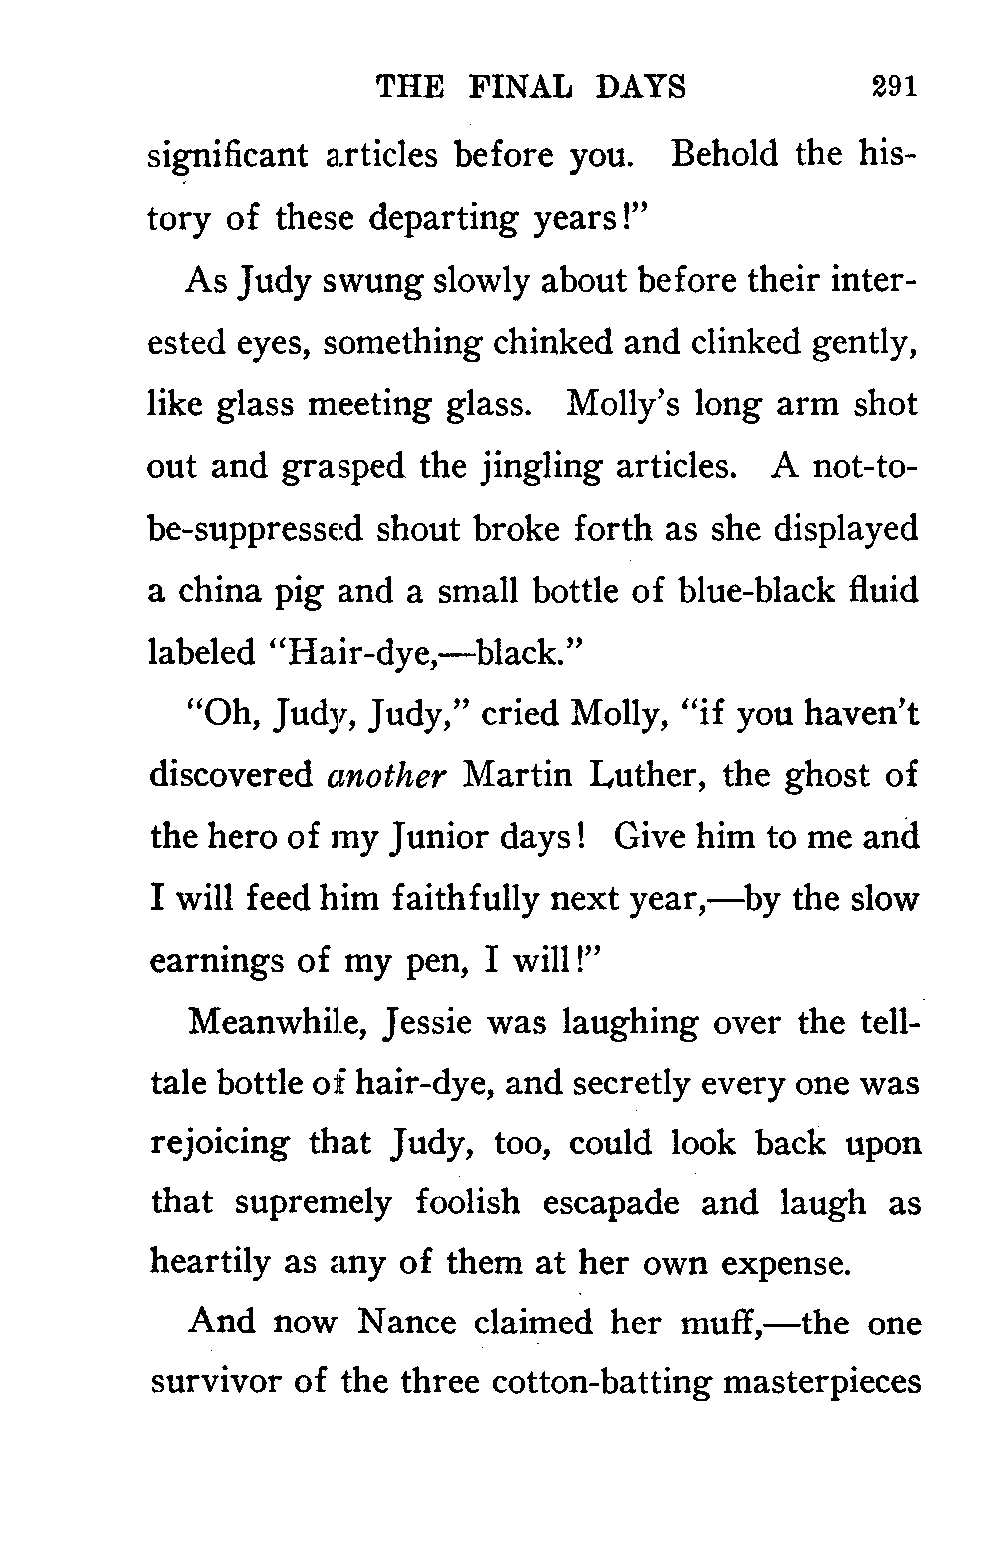 THE FINAL DAYS 291
significant articles before you. Behold the his-
tory of these departing years!”
As Judy swung slowly about before their inter-
ested eyes, something chinked and clinked gently,
like glass meeting glass. Molly’s long arm shot
out and grasped the jingling articles. A not-to-
be-suppressed shout broke forth as she displayed
a china pig and a small bottle of blue-black fluid
labeled “Hair-dye,—black.”
“Oh, Judy, Judy,” cried Molly, “if you haven’t
discovered another Martin Luther, the ghost of
the hero of my Junior days! Give him to me and
I will feed him faithfully next year,—by the slow
earnings of my pen, I will!”
Meanwhile, Jessie was laughing over the tell-
tale bottle of hair-dye, and secretly every one was
rejoicing that Judy, too, could look back upon
that supremely foolish escapade and laugh as
heartily as any of them at her own expense.
And now Nance claimed her muff,—the one
survivor of the three cotton-batting masterpieces